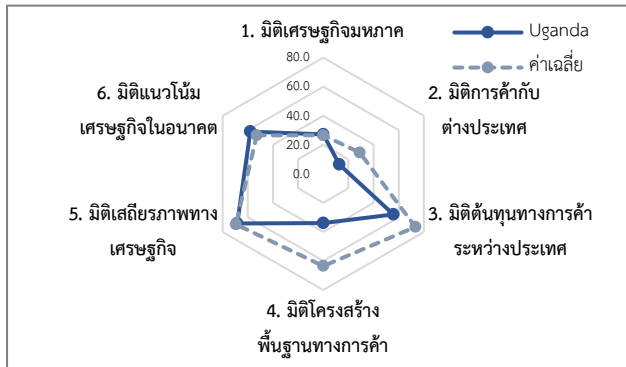 1. มิติเศรษฐกิจมหภาค
Uganda
ค่าเฉลี่ย
80.0
60.0
40.0
20.0
0.0
2. มิติการค้ากับ
ต่างประเทศ
3. มิติต้นทุนทางการค้า
ระหว่างประเทศ
4. มิติโครงสร้าง
พื้นฐานทางการค้า
5. มิติเสถียรภาพทาง
เศรษฐกิจ
6. มิติแนวโน้ม
เศรษฐกิจในอนาคต